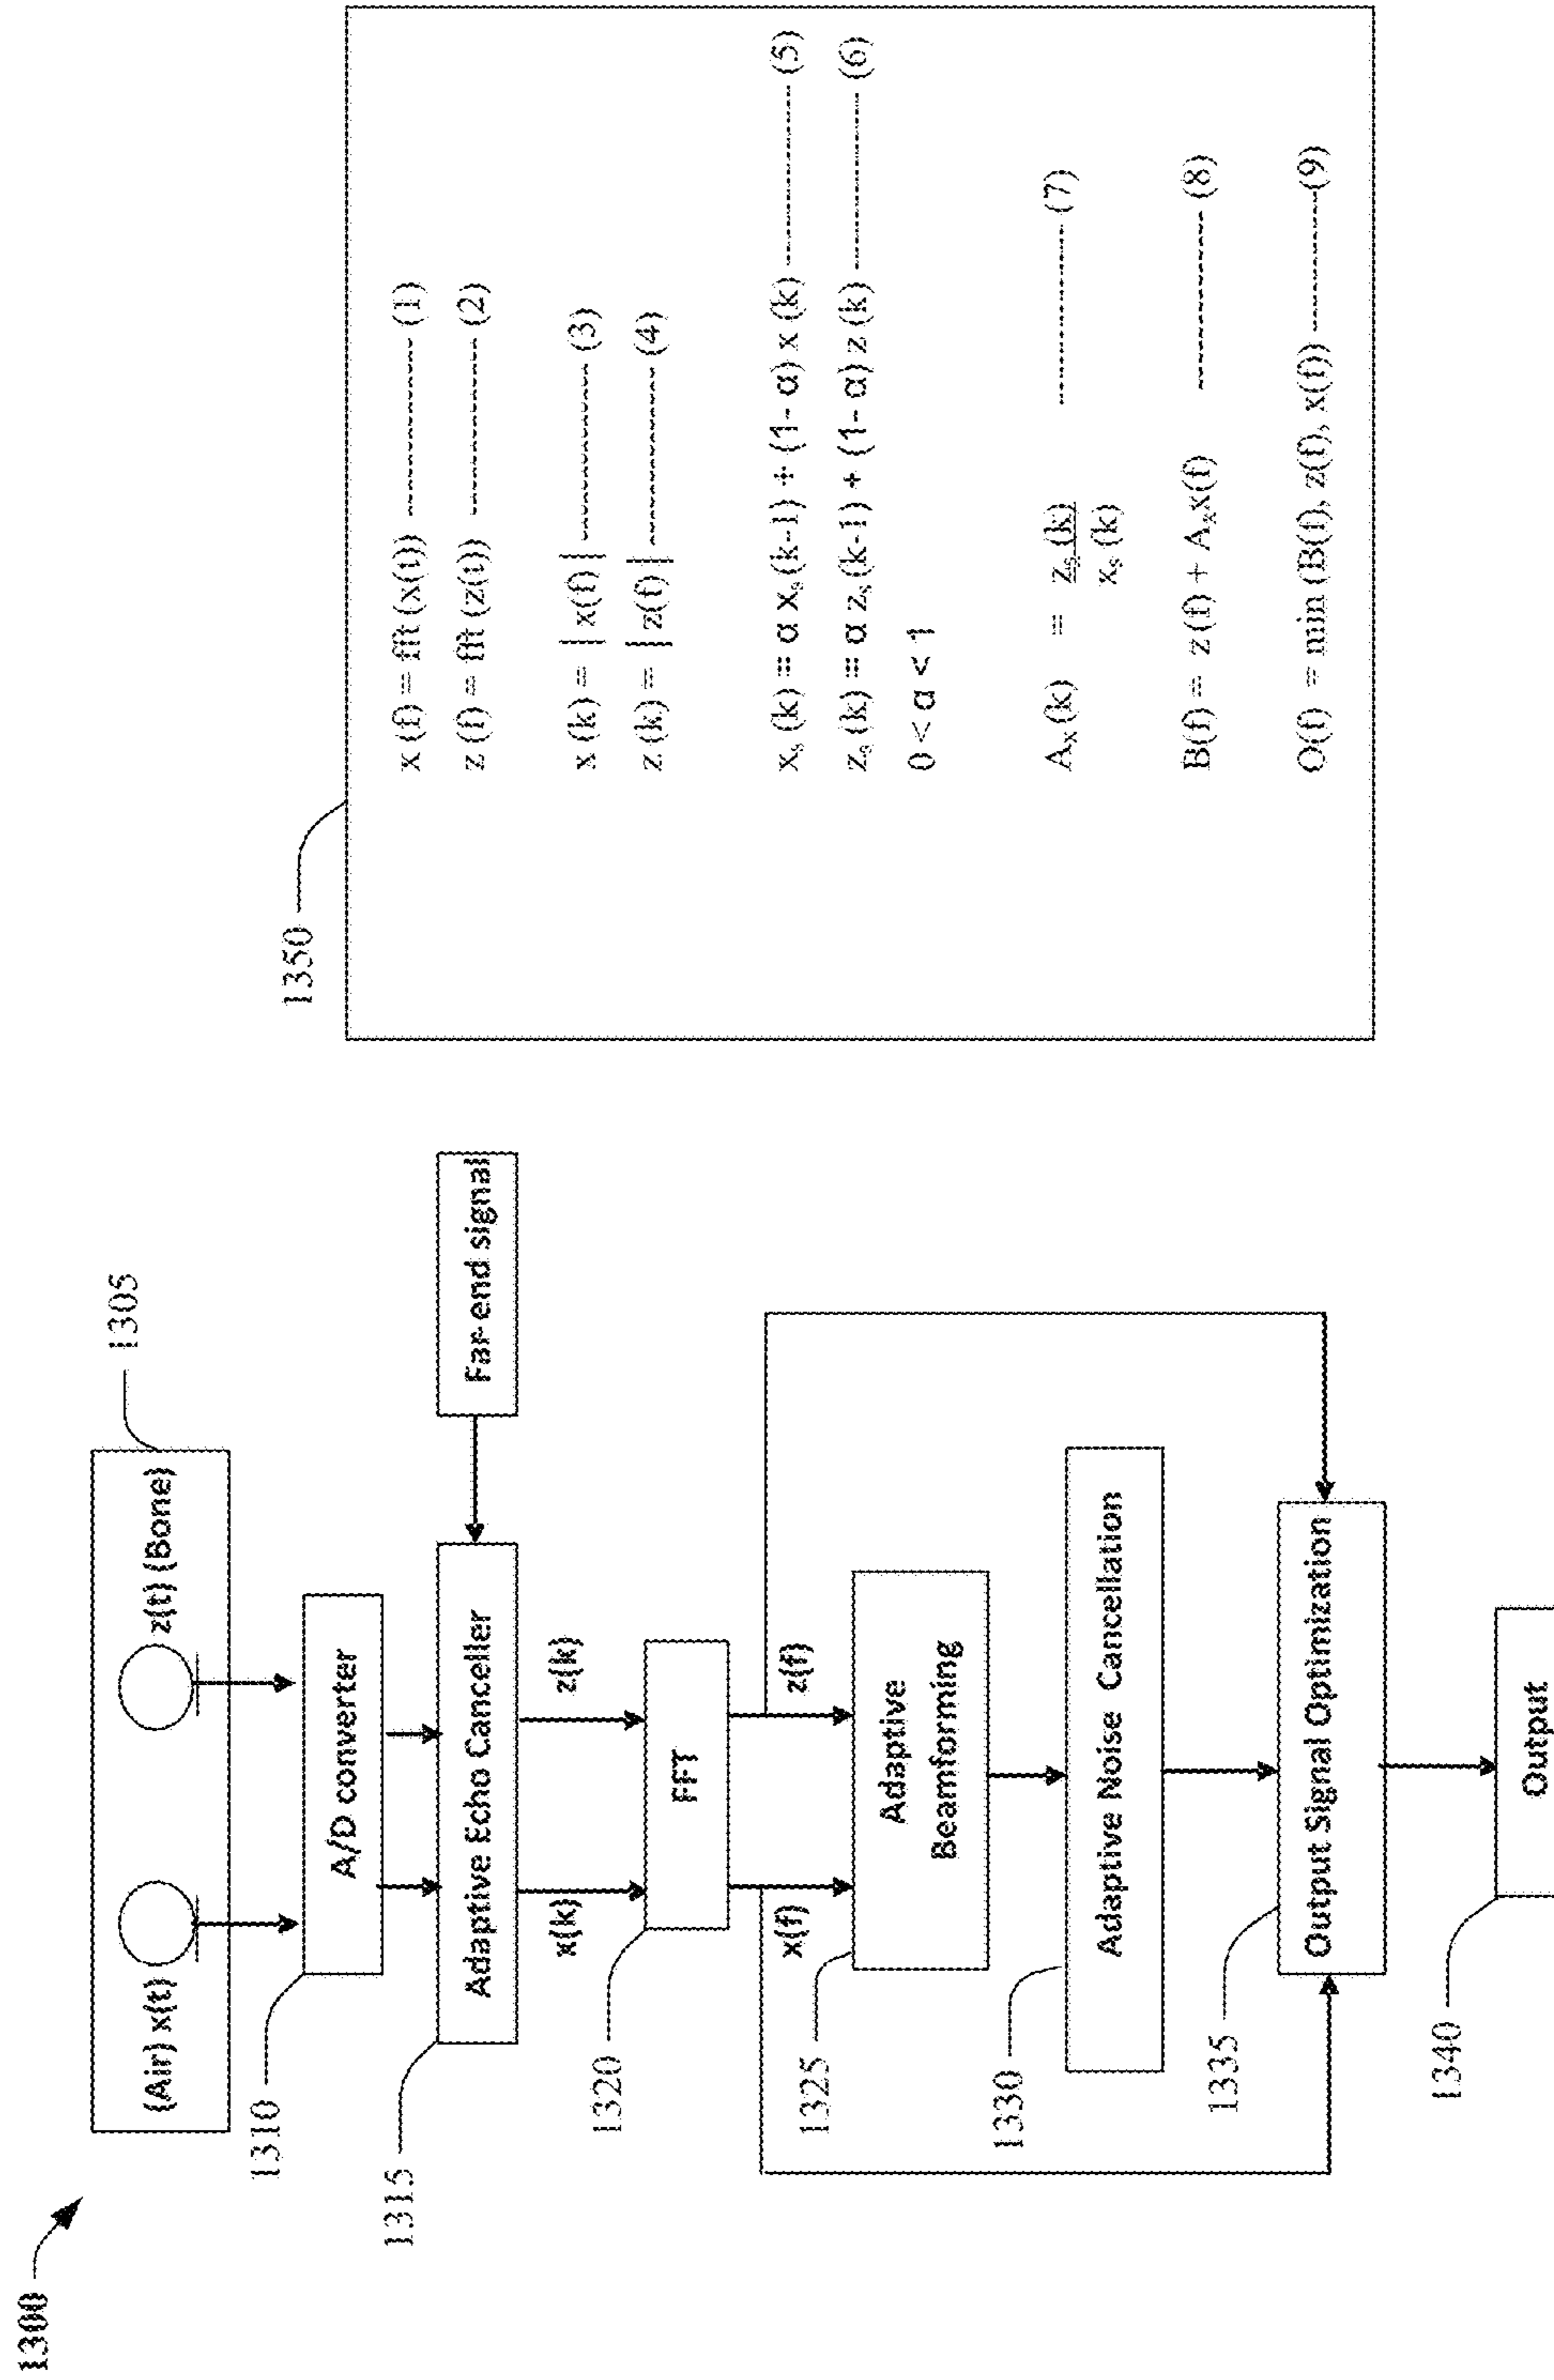 1300
1305
(Air) x(t)
z(t) (Bone)
1310
A/D converter
1315
Adaptive Echo Canceller
Far-end signal
x(k)
z(k)
1320
FFT
x(f)
z(f)
1325
Adaptive
Beamforming
1330
Adaptive Noise Cancellation
1335
Output Signal Optimization
1340
Output
1350
x (f) = fft (x(t)) ------------ (1)
z (f) = fft (z(t)) ------------ (2)
x (k) = | x(f) | ------------ (3)
z (k) = | z(f) | ------------ (4)
xₛ (k) = α xₛ (k-1) + (1- α) x (k) ------------ (5)
zₛ (k) = α zₛ (k-1) + (1- α) z (k) ------------ (6)
0 < α < 1
Aₓ (k) = zₛ (k) ------------ (7)
xₛ (k)
B(f) = z (f) + Aₓ x(f) ------------ (8)
O(f) = min (B(f), z(f), x(f)) ------------ (9)